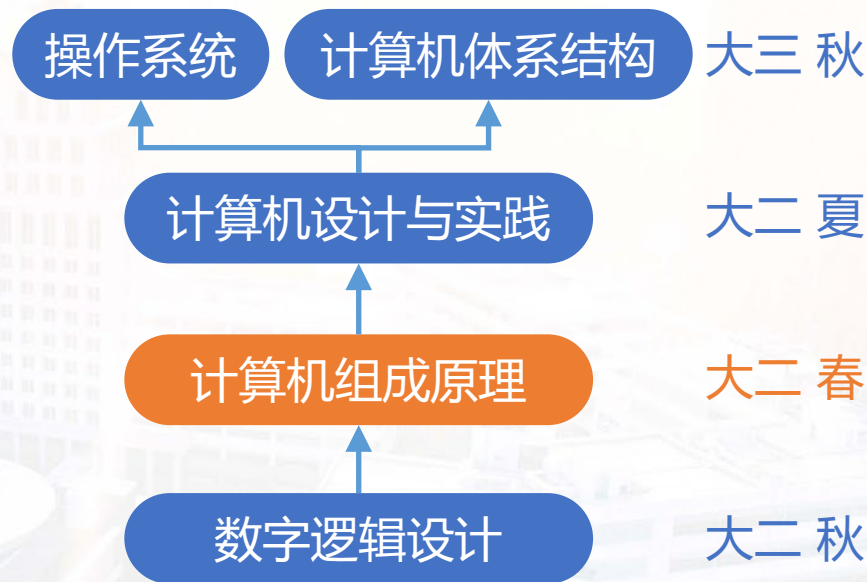 操作系统 计算机体系结构 大三 秋
计算机设计与实践 大二 夏
计算机组成原理 大二 春
数字逻辑设计 大二 秋